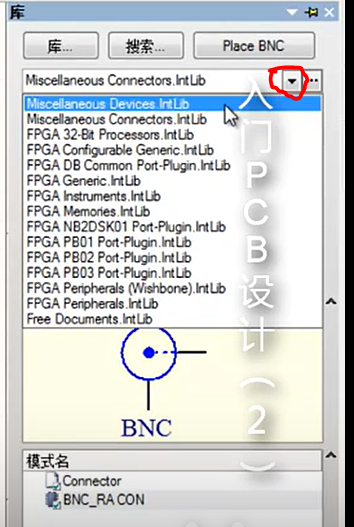 库
库... 搜索... Place BNC
Miscellaneous Connectors.IntLib ...
Miscellaneous Devices.IntLib
Miscellaneous Connectors.IntLib
FPGA 32-Bit Processors.IntLib
FPGA Configurable Generic.IntLib
FPGA DB Common Port-Plugin.IntLib
FPGA Generic.IntLib
FPGA Instruments.IntLib
FPGA Memories.IntLib
FPGA NB2DSK01 Port-Plugin.IntLib
FPGA PB01 Port-Plugin.IntLib
FPGA PB02 Port-Plugin.IntLib
FPGA PB03 Port-Plugin.IntLib
FPGA Peripherals (Wishbone).IntLib
FPGA Peripherals.IntLib
Free Documents.IntLib
BNC
模式名
Connector
BNC_RA CON
入门PCB设计(2)